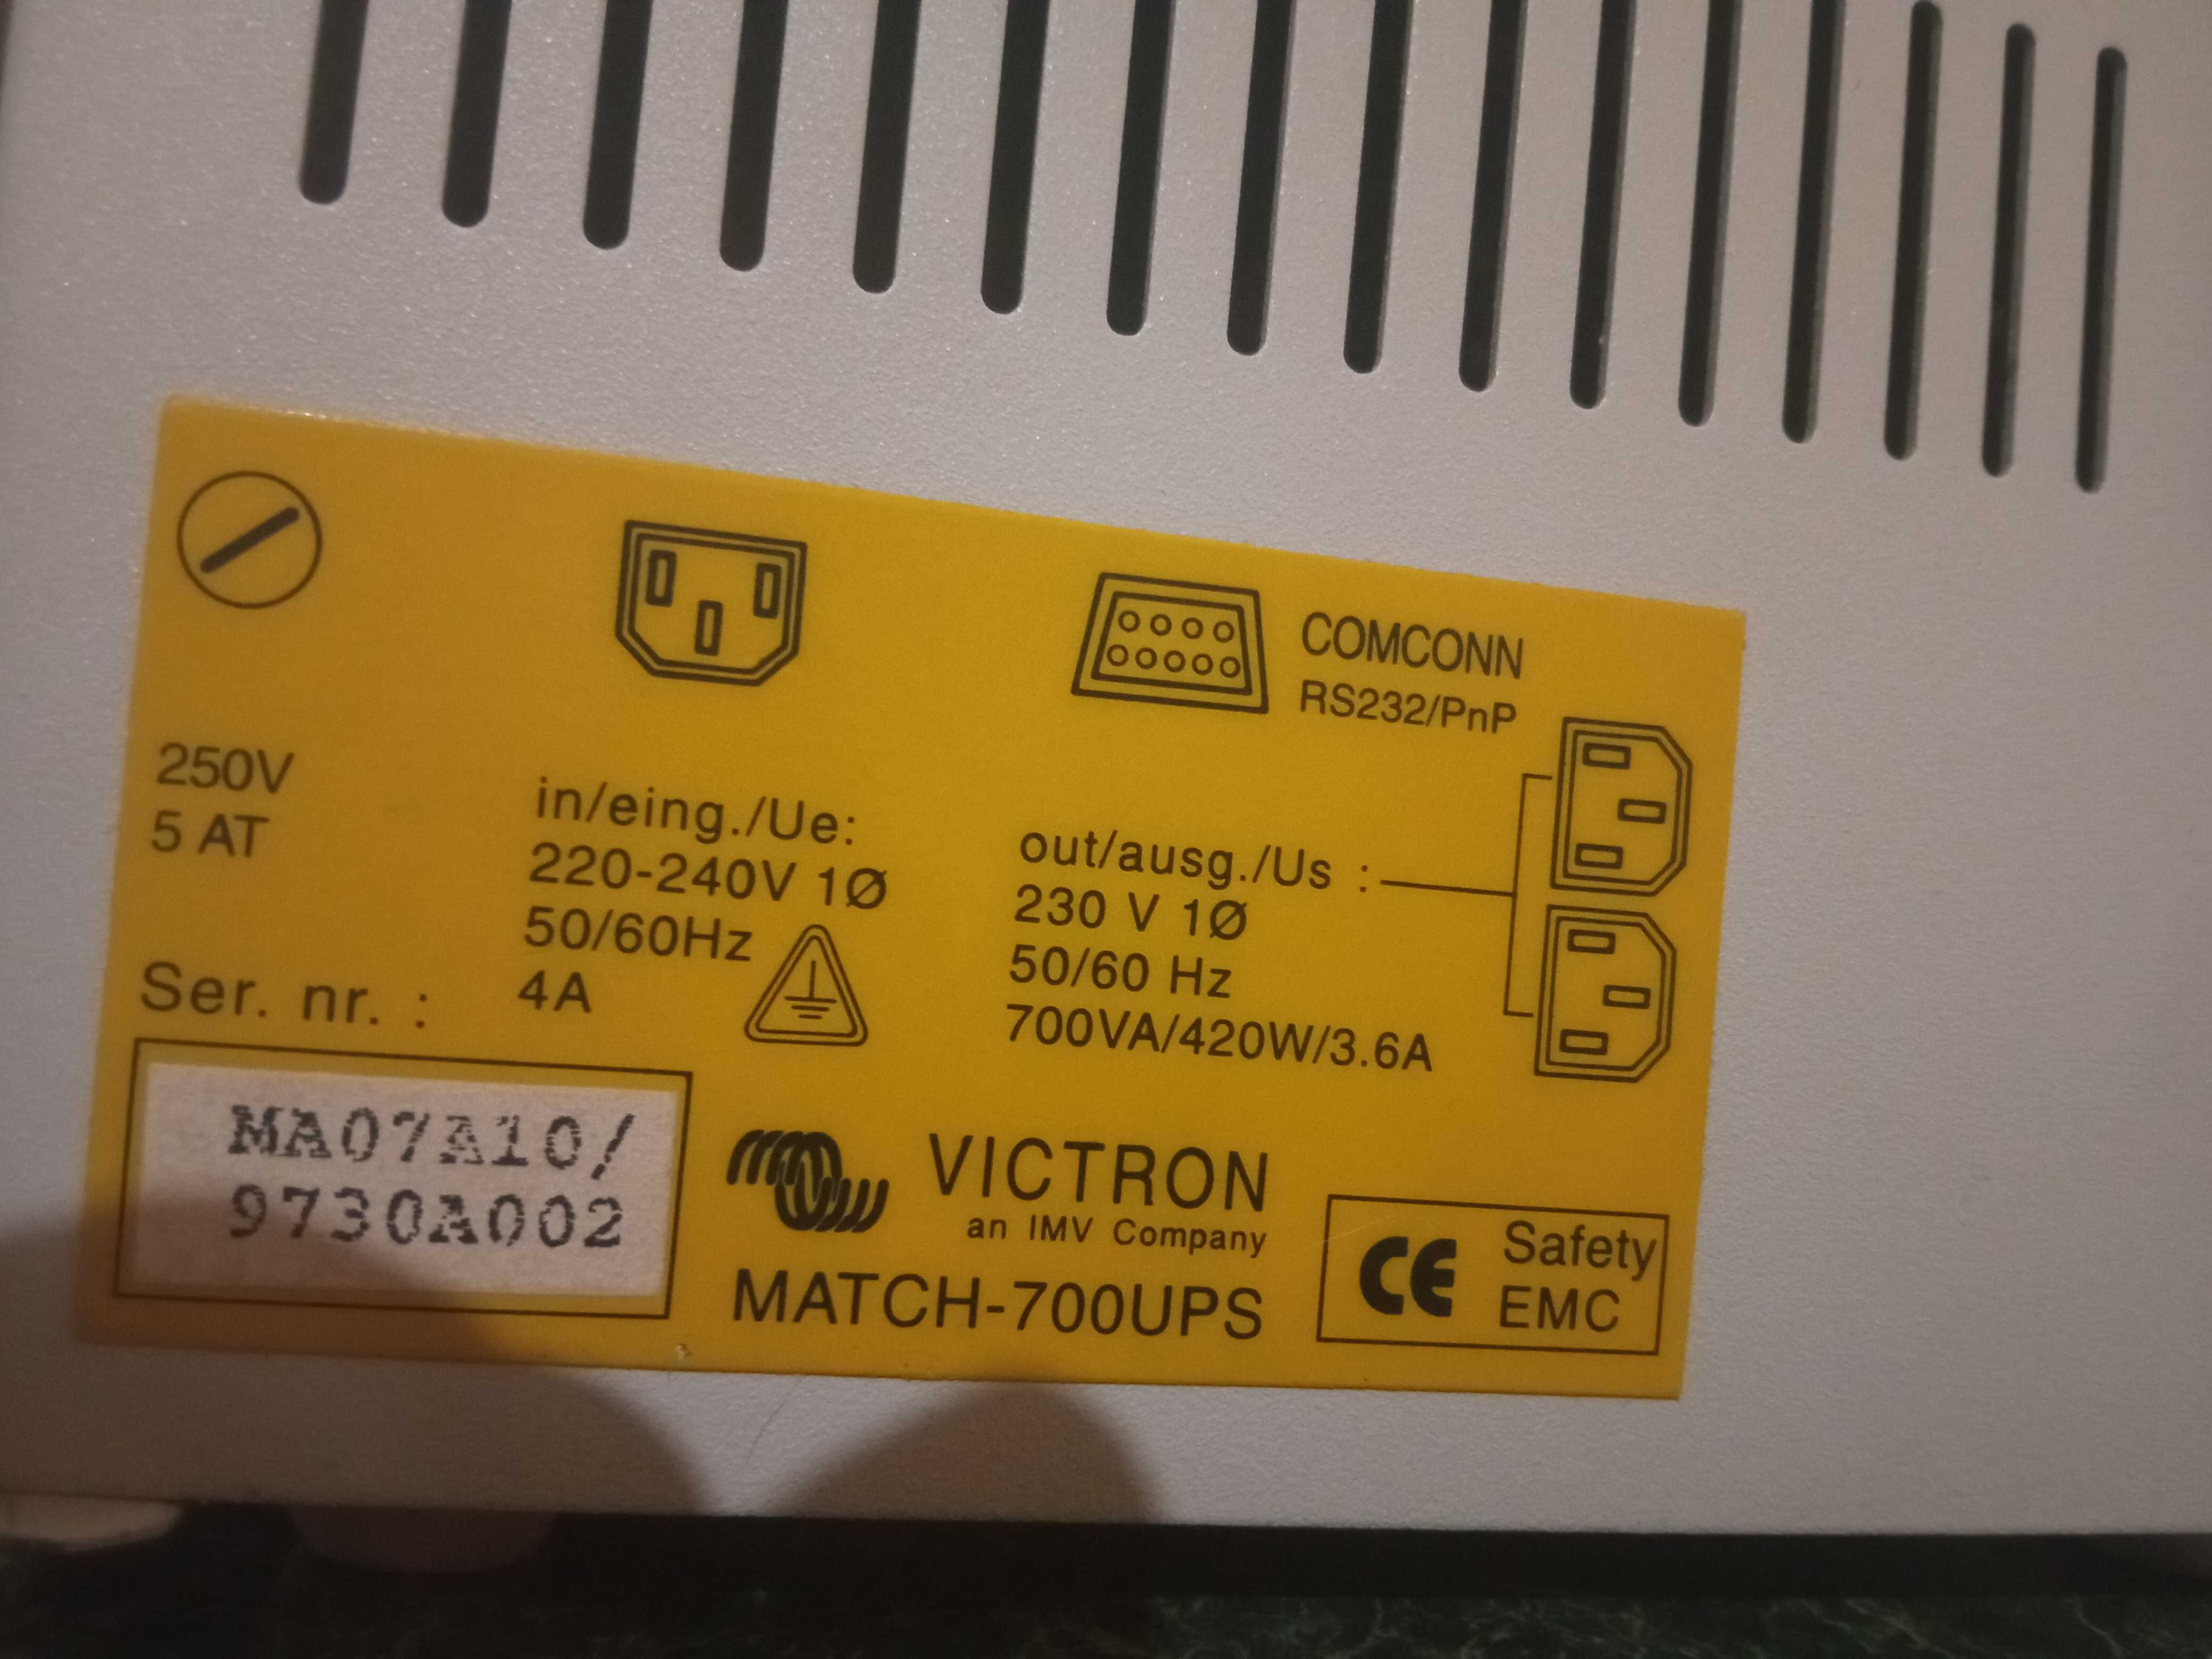 COMCONN
RS232/PnP
250V
5 AT
in/eing./Ue:
220-240V 1Ø
50/60Hz
4A
out/ausg./Us :
230 V 1Ø
50/60 Hz
700VA/420W/3.6A
Ser. nr. :
MA07A10/
9730A002
VICTRON
an IMV Company
MATCH-700UPS
CE
Safety
EMC